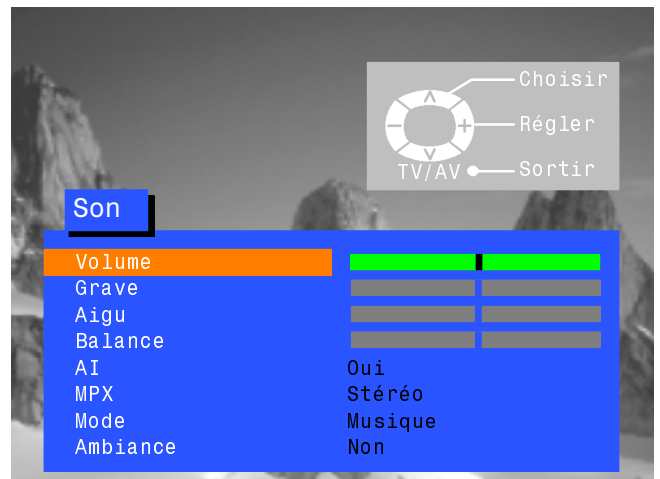 Choisir
Régler
TV/AV Sortir
Son
Volume
Grave
Aigu
Balance
AI Oui
MPX Stéréo
Mode Musique
Ambiance Non